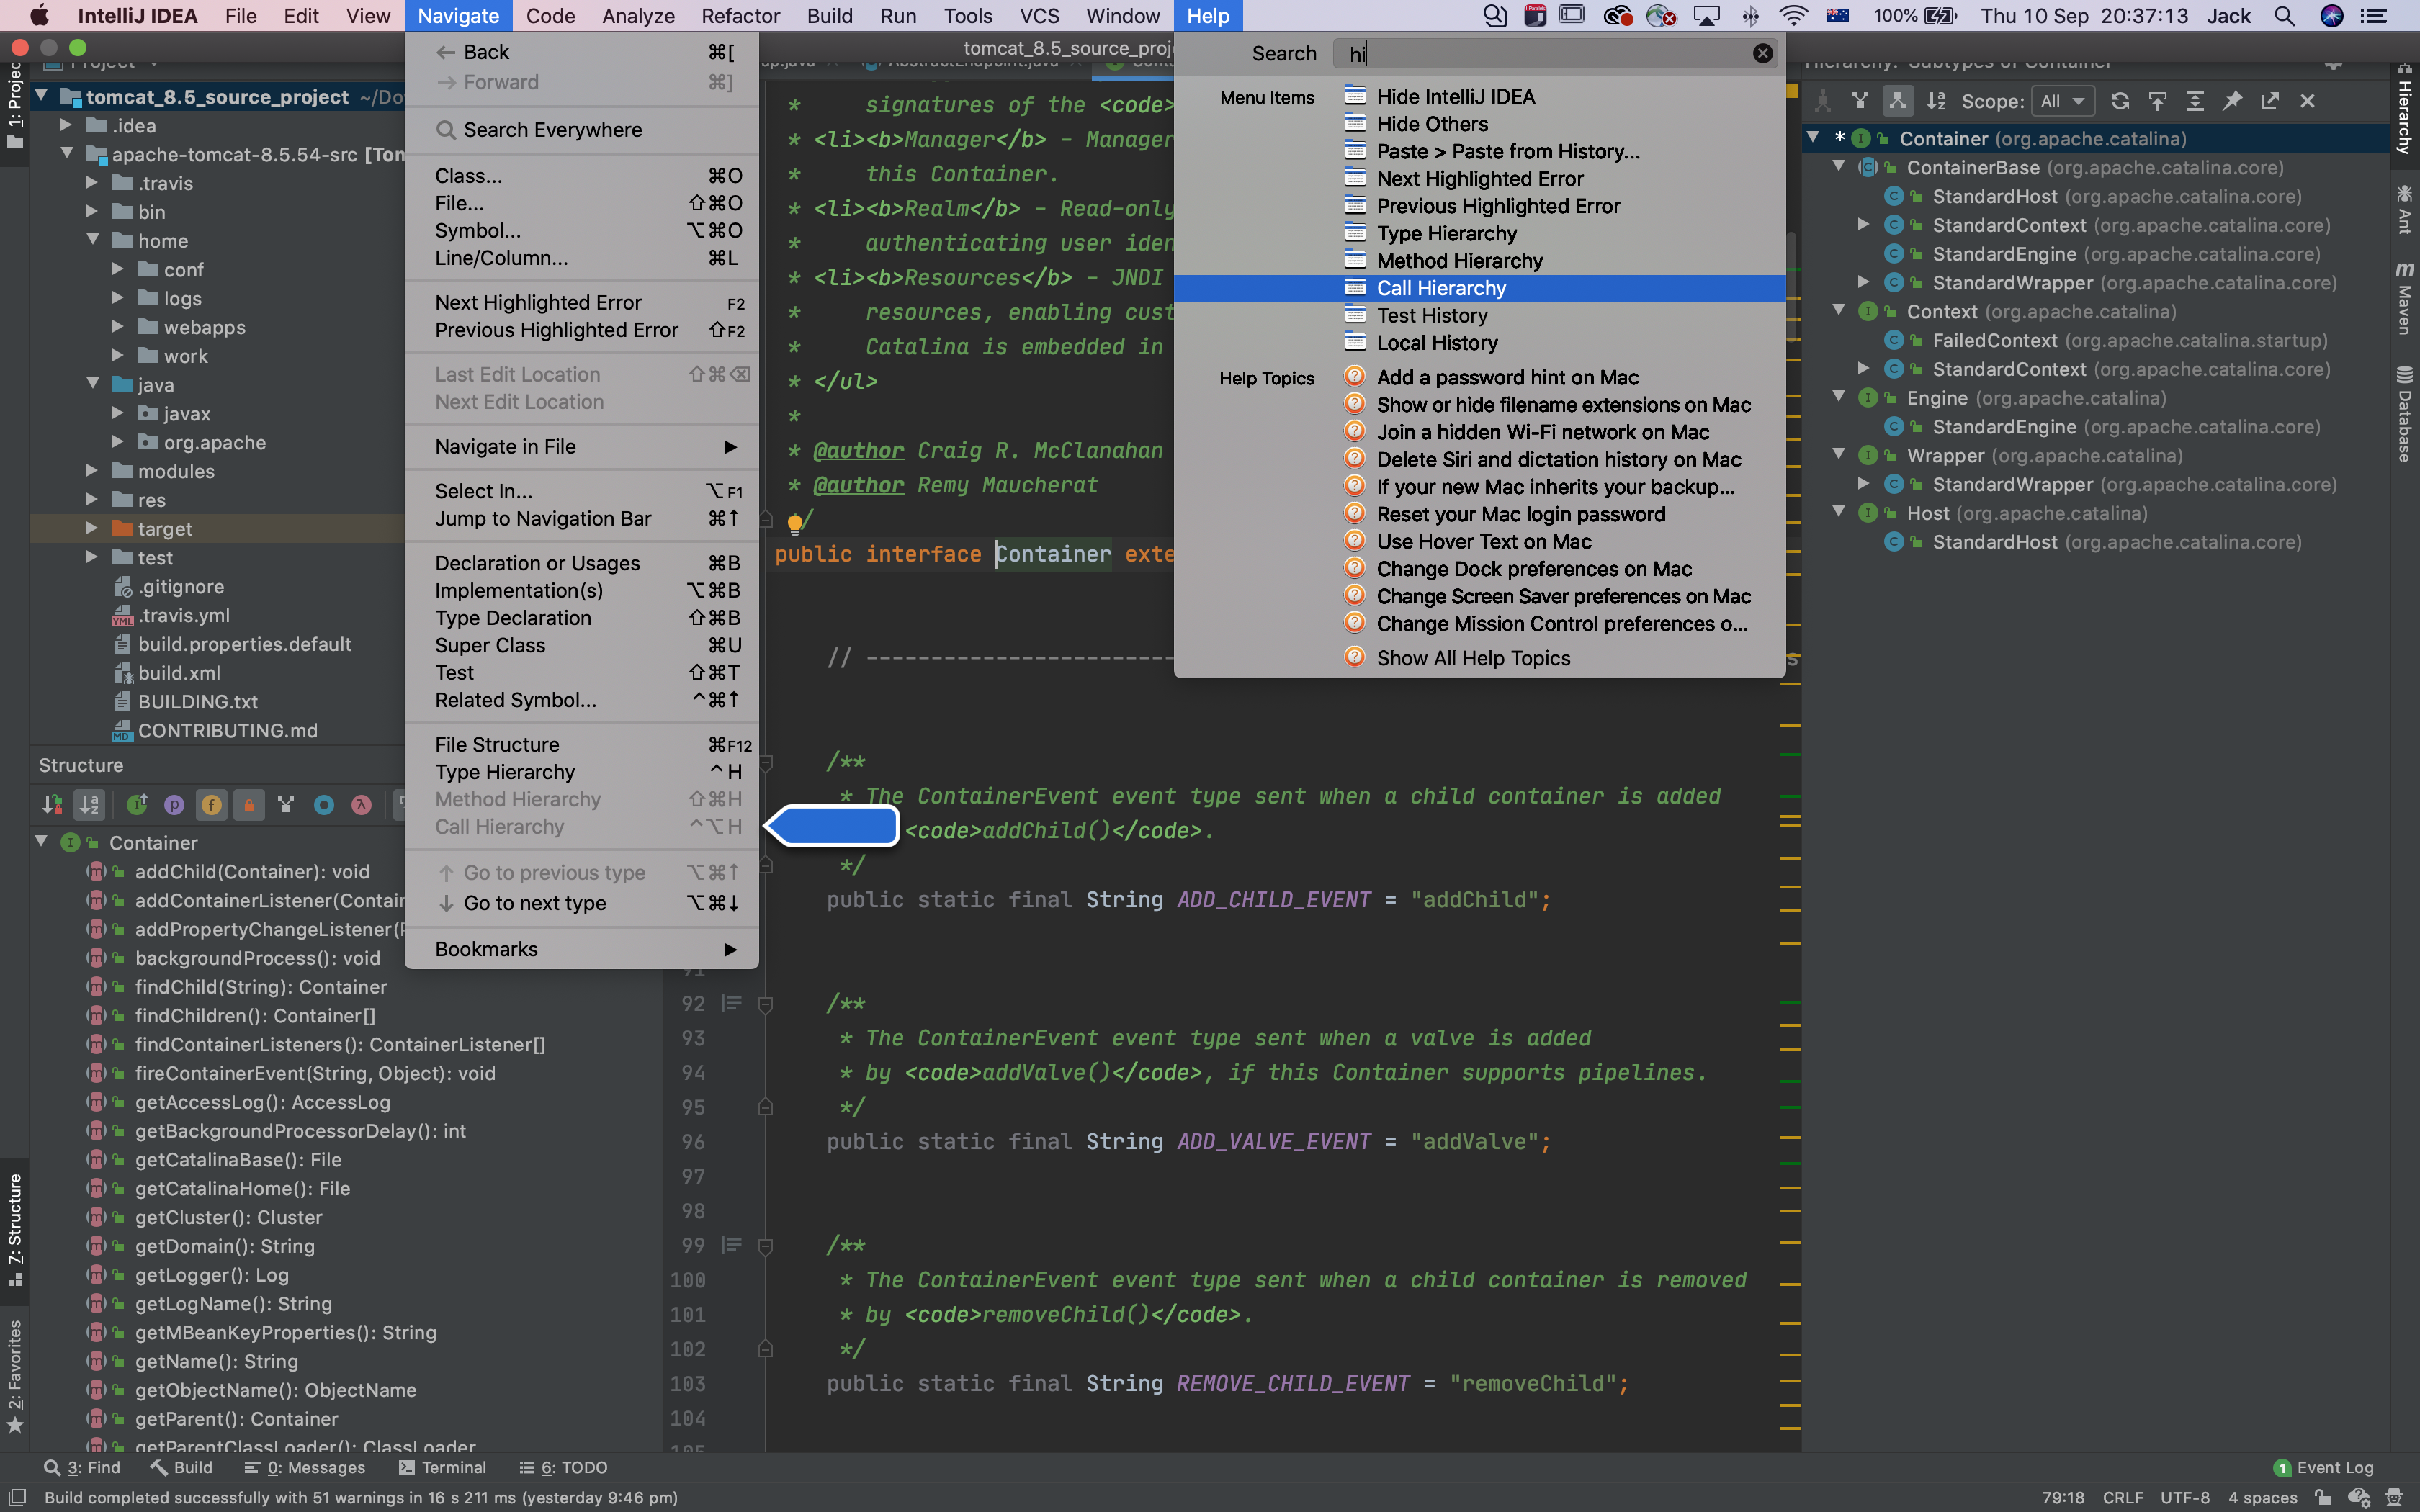 IntelliJ IDEA File Edit View Navigate Code Analyze Refactor Build Run Tools VCS Window Help 100% Thu 10 Sep 20:37:13 Jack
tomcat_8.5_source_proj
Project
AbstractEndpoint.java
Hierarchy: Subtypes of Container
1: Project
tomcat_8.5_source_project ~/Do
.idea
apache-tomcat-8.5.54-src [Tom
.travis
bin
home
conf
logs
webapps
work
java
javax
org.apache
modules
res
target
test
.gitignore
.travis.yml
build.properties.default
build.xml
BUILDING.txt
CONTRIBUTING.md
Structure
Container
addChild(Container): void
addContainerListener(Contair
addPropertyChangeListener(P
backgroundProcess(): void
findChild(String): Container
findChildren(): Container[]
findContainerListeners(): ContainerListener[]
fireContainerEvent(String, Object): void
getAccessLog(): AccessLog
getBackgroundProcessorDelay(): int
getCatalinaBase(): File
getCatalinaHome(): File
getCluster(): Cluster
getDomain(): String
getLogger(): Log
getLogName(): String
getMBeanKeyProperties(): String
getName(): String
getObjectName(): ObjectName
getParent(): Container
getParentClassLoader(): ClassLoader
Z: Structure
2: Favorites
← Back ⌘[
→ Forward ⌘]
Search Everywhere
Class... ⌘O
File... ⇧⌘O
Symbol... ⌥⌘O
Line/Column... ⌘L
Next Highlighted Error F2
Previous Highlighted Error ⇧F2
Last Edit Location ⇧⌘⌫
Next Edit Location
Navigate in File ▶
Select In... ⌥F1
Jump to Navigation Bar ⌘↑
Declaration or Usages ⌘B
Implementation(s) ⌥⌘B
Type Declaration ⇧⌘B
Super Class ⌘U
Test ⇧⌘T
Related Symbol... ^⌘↑
File Structure ⌘F12
Type Hierarchy ^H
Method Hierarchy ⇧⌘H
Call Hierarchy ^⌥H
↑ Go to previous type ⌥⌘↑
↓ Go to next type ⌥⌘↓
Bookmarks ▶
* signatures of the <code>
* <li><b>Manager</b> - Manager
* this Container.
* <li><b>Realm</b> - Read-only
* authenticating user iden
* <li><b>Resources</b> - JNDI
* resources, enabling cust
* Catalina is embedded in
* </ul>
*
* @author Craig R. McClanahan
* @author Remy Maucherat
*/
public interface Container exte
// ------------------------
/**
* The ContainerEvent event type sent when a child container is added
<code>addChild()</code>.
*/
public static final String ADD_CHILD_EVENT = "addChild";
91
92 /**
93 * The ContainerEvent event type sent when a valve is added
94 * by <code>addValve()</code>, if this Container supports pipelines.
95 */
96 public static final String ADD_VALVE_EVENT = "addValve";
97
98
99 /**
100 * The ContainerEvent event type sent when a child container is removed
101 * by <code>removeChild()</code>.
102 */
103 public static final String REMOVE_CHILD_EVENT = "removeChild";
104
105
Search hi
Menu Items
Hide IntelliJ IDEA
Hide Others
Paste > Paste from History...
Next Highlighted Error
Previous Highlighted Error
Type Hierarchy
Method Hierarchy
Call Hierarchy
Test History
Local History
Help Topics
Add a password hint on Mac
Show or hide filename extensions on Mac
Join a hidden Wi-Fi network on Mac
Delete Siri and dictation history on Mac
If your new Mac inherits your backup...
Reset your Mac login password
Use Hover Text on Mac
Change Dock preferences on Mac
Change Screen Saver preferences on Mac
Change Mission Control preferences o...
Show All Help Topics
Scope: All
* Container (org.apache.catalina)
ContainerBase (org.apache.catalina.core)
StandardHost (org.apache.catalina.core)
StandardContext (org.apache.catalina.core)
StandardEngine (org.apache.catalina.core)
StandardWrapper (org.apache.catalina.core)
Context (org.apache.catalina)
FailedContext (org.apache.catalina.startup)
StandardContext (org.apache.catalina.core)
Engine (org.apache.catalina)
StandardEngine (org.apache.catalina.core)
Wrapper (org.apache.catalina)
StandardWrapper (org.apache.catalina.core)
Host (org.apache.catalina)
StandardHost (org.apache.catalina.core)
Hierarchy
Ant
Maven
Database
3: Find Build 0: Messages Terminal 6: TODO 1 Event Log
Build completed successfully with 51 warnings in 16 s 211 ms (yesterday 9:46 pm) 79:18 CRLF UTF-8 4 spaces